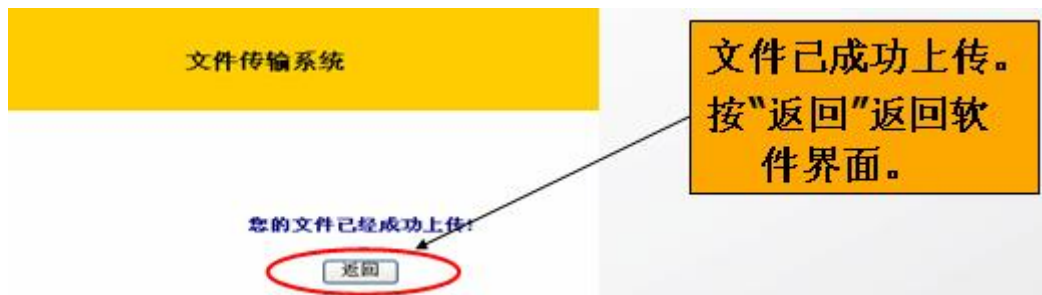 文件传输系统
文件已成功上传。
按“返回”返回软
件界面。
您的文件已经成功上传!
返回